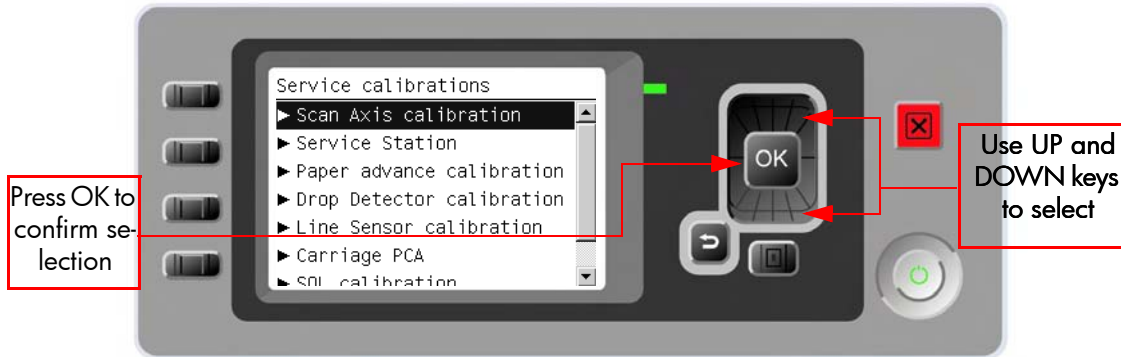 Service calibrations
Scan Axis calibration
Service Station
Paper advance calibration
Drop Detector calibration
Line Sensor calibration
Carriage PCA
SOL calibration
OK
Press OK to
confirm se-
lection
Use UP and
DOWN keys
to select